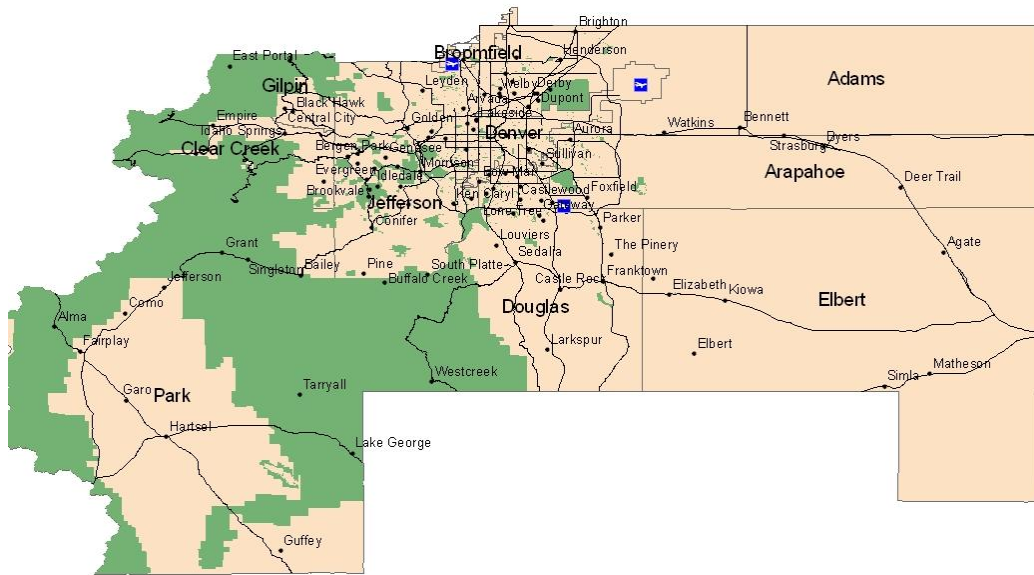 Brighton
Broomfield
Henderson
East Portal
Adams
Gilpin
Leyden
Welby
Derby
Dupont
Black Hawk
Arvada
Empire
Central City
Lakeside
Golden
Denver
Aurora
Watkins
Bennett
Idaho Springs
Strasburg
Byers
Clear Creek
Bergen Park
Genesee
Sullivan
Morrison
Evergreen
Idledale
Bow Mar
Arapahoe
Deer Trail
Brookvale
Ken Caryl
Castlewood
Foxfield
Jefferson
Lone Tree
Parker
Conifer
Louviers
Grant
The Pinery
Agate
Sedalia
Singleton
Bailey
Pine
South Platte
Jefferson
Buffalo Creek
Castle Rock
Franktown
Elizabeth
Kiowa
Como
Douglas
Elbert
Alma
Fairplay
Larkspur
Elbert
Matheson
Westcreek
Simla
Garo
Park
Tarryall
Hartsel
Lake George
Guffey